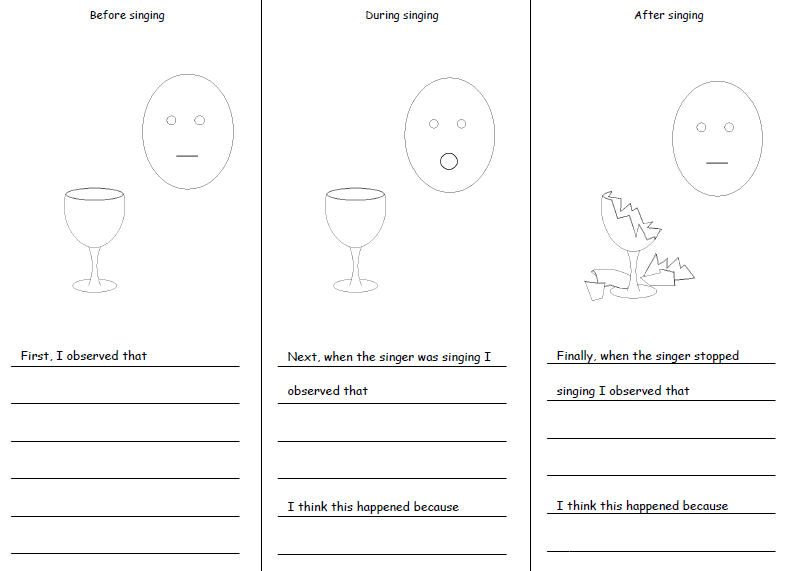 Before singing
First, I observed that
During singing
Next, when the singer was singing I
observed that
I think this happened because
After singing
Finally, when the singer stopped
singing I observed that
I think this happened because